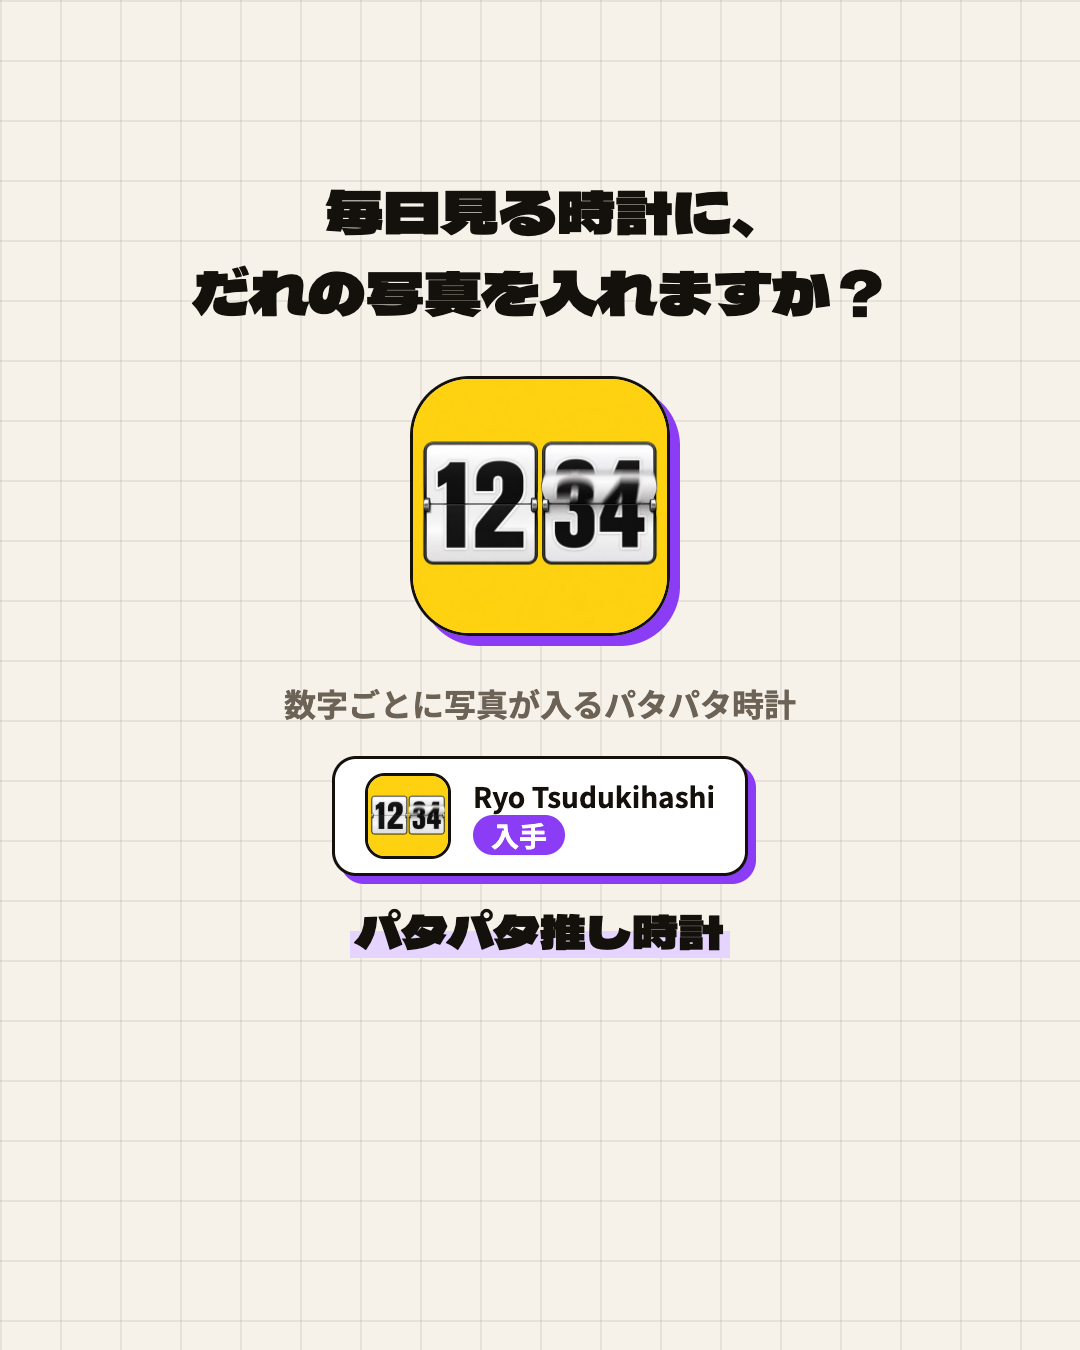 毎日見る時計に、
だれの写真を入れますか？
12 34
数字ごとに写真が入るパタパタ時計
12 34
Ryo Tsudukihashi
入手
パタパタ推し時計